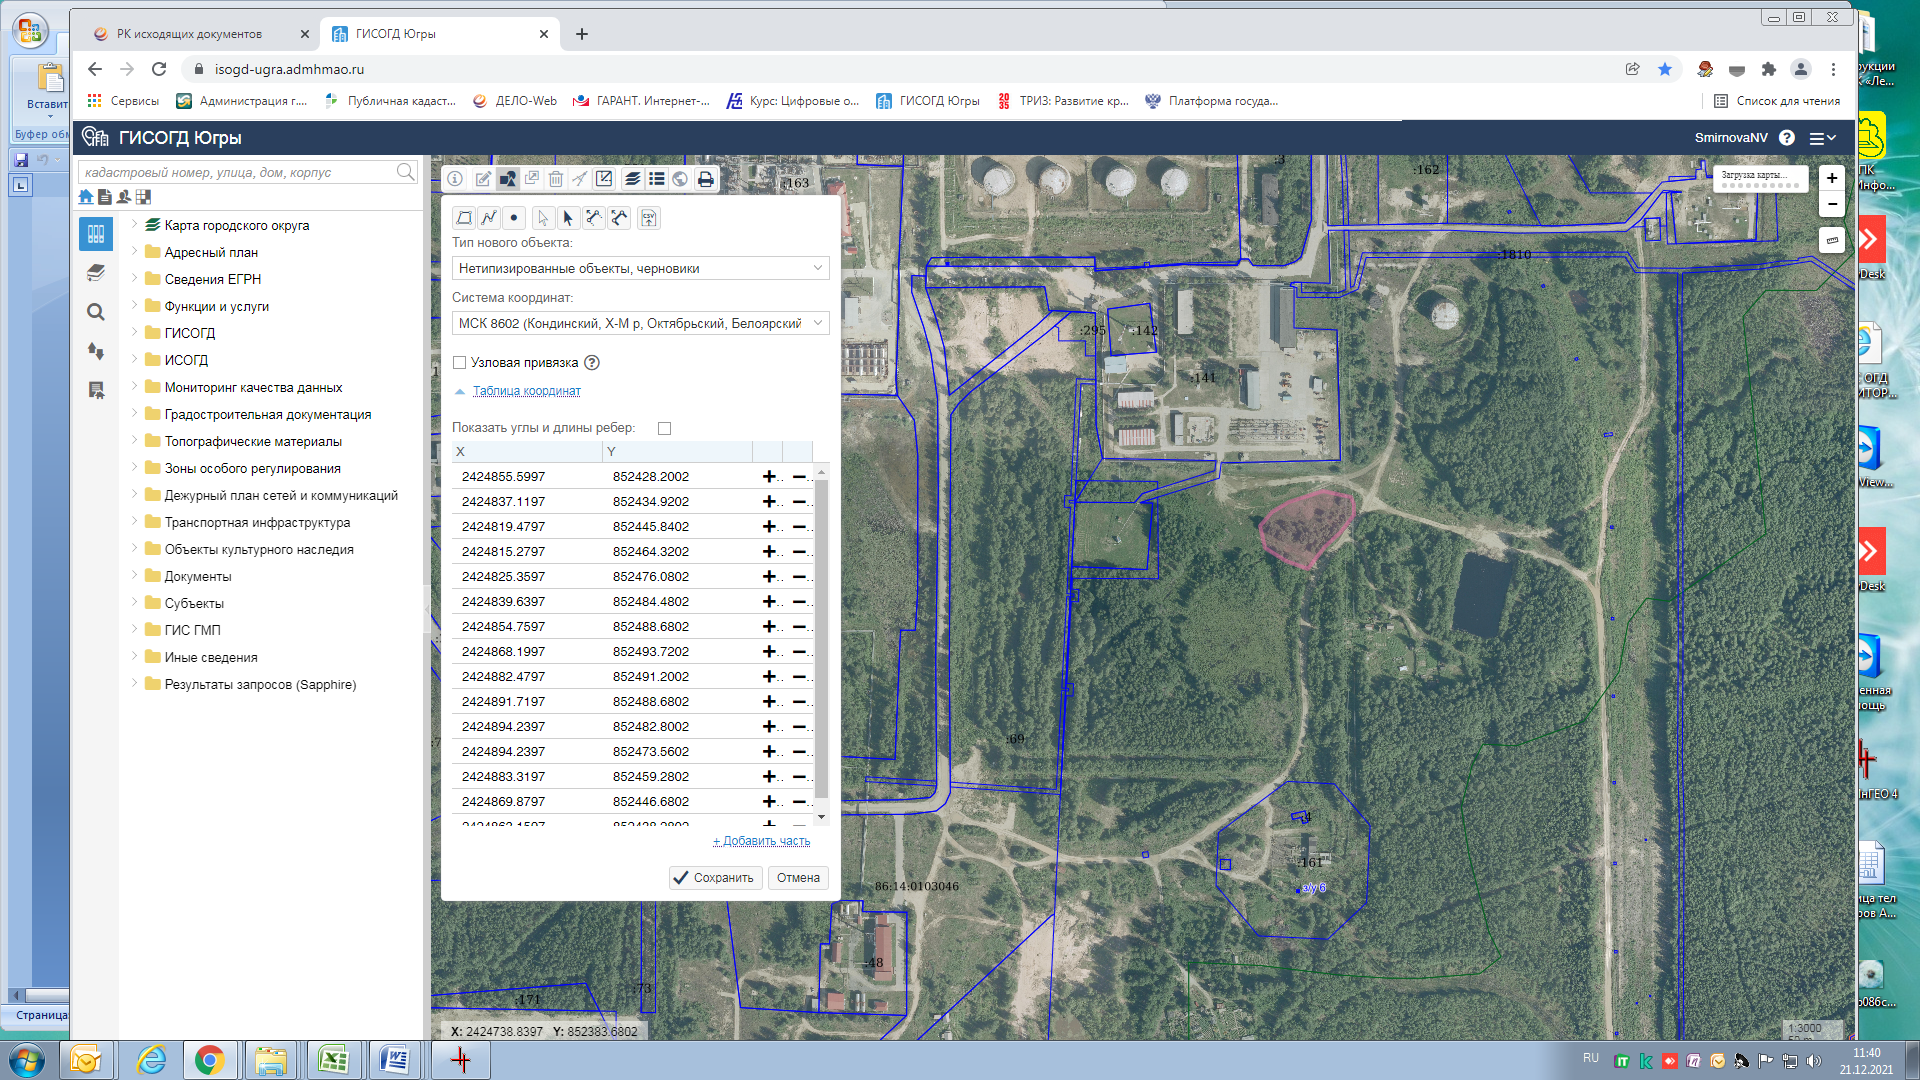 РК исходящих документов
ГИСОГД Югры
isogd-ugra.admhmao.ru
Сервисы
Администрация г....
Публичная кадаст...
ДЕЛО-Web
ГАРАНТ. Интернет-...
Курс: Цифровые о...
ГИСОГД Югры
ТРИЗ: Развитие кр...
Платформа госуда...
Список для чтения
Вставит
Буфер обм
Страница
ГИСОГД Югры
SmirnovaNV
кадастровый номер, улица, дом, корпус
Карта городского округа
Адресный план
Сведения ЕГРН
Функции и услуги
ГИСОГД
ИСОГД
Мониторинг качества данных
Градостроительная документация
Топографические материалы
Зоны особого регулирования
Дежурный план сетей и коммуникаций
Транспортная инфраструктура
Объекты культурного наследия
Документы
Субъекты
ГИС ГМП
Иные сведения
Результаты запросов (Sapphire)
CSV
Тип нового объекта:
Нетипизированные объекты, черновики
Система координат:
МСК 8602 (Кондинский, Х-М р, Октябрьский, Белоярский
Узловая привязка
Таблица координат
Показать углы и длины ребер:
X Y
2424855.5997 852428.2002
2424837.1197 852434.9202
2424819.4797 852445.8402
2424815.2797 852464.3202
2424825.3597 852476.0802
2424839.6397 852484.4802
2424854.7597 852488.6802
2424868.1997 852493.7202
2424882.4797 852491.2002
2424891.7197 852488.6802
2424894.2397 852482.8002
2424894.2397 852473.5602
2424883.3197 852459.2802
2424869.8797 852446.6802
+ Добавить часть
Сохранить
Отмена
Загрузка карты...
:163
:3
:162
:1810
:295
:142
:141
:69
:161
з/у 6
86:14:0103046
:48
:73
:171
X: 2424738.8397 Y: 852383.6802
1:3000
RU
11:40
21.12.2021